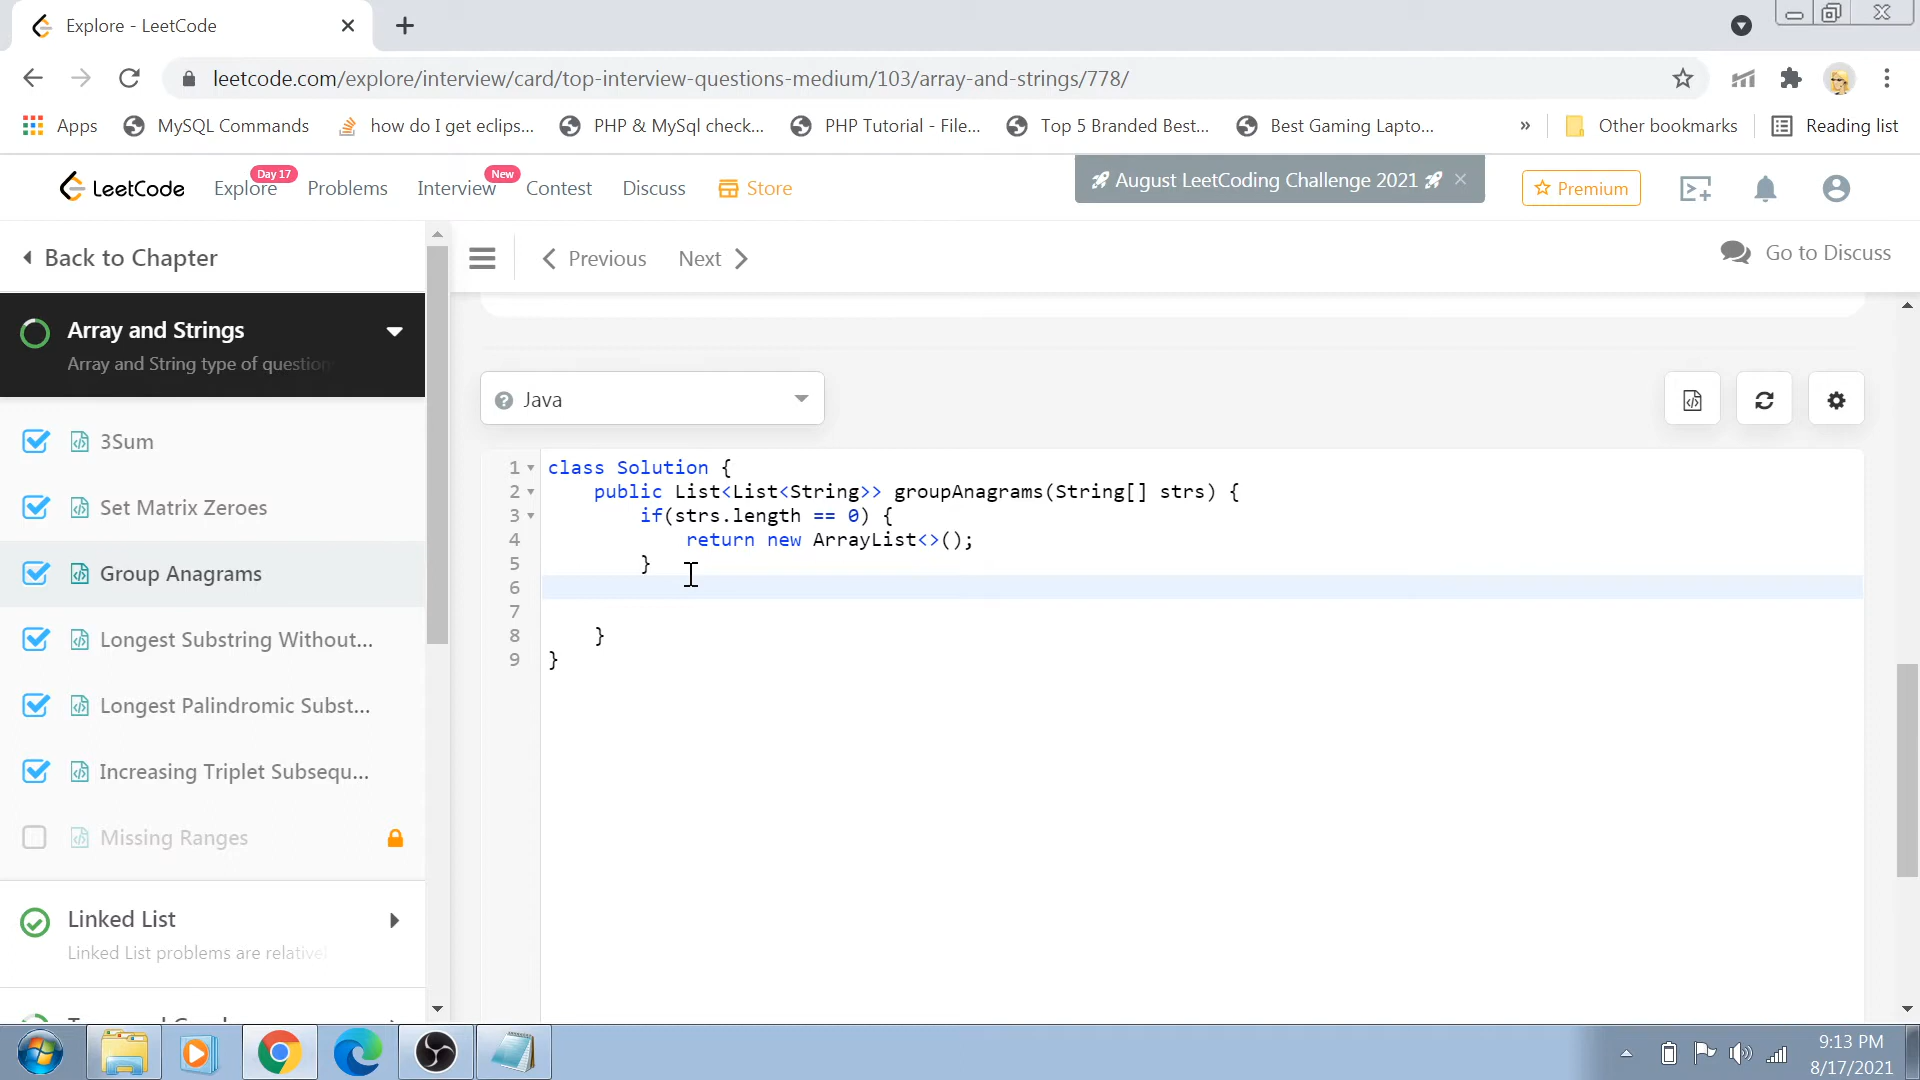 Explore - LeetCode
leetcode.com/explore/interview/card/top-interview-questions-medium/103/array-and-strings/778/
Apps MySQL Commands how do I get eclips... PHP & MySql check... PHP Tutorial - File... Top 5 Branded Best... Best Gaming Lapto... » Other bookmarks Reading list
LeetCode Explore Day 17 Problems Interview New Contest Discuss Store August LeetCoding Challenge 2021 Premium
Back to Chapter
Previous Next Go to Discuss
Array and Strings
Array and String type of question
3Sum
Set Matrix Zeroes
Group Anagrams
Longest Substring Without...
Longest Palindromic Subst...
Increasing Triplet Subsequ...
Missing Ranges
Linked List
Linked List problems are relativel
Java
1 class Solution {
2 public List<List<String>> groupAnagrams(String[] strs) {
3 if(strs.length == 0) {
4 return new ArrayList<>();
5 }
6
7
8 }
9 }
9:13 PM
8/17/2021